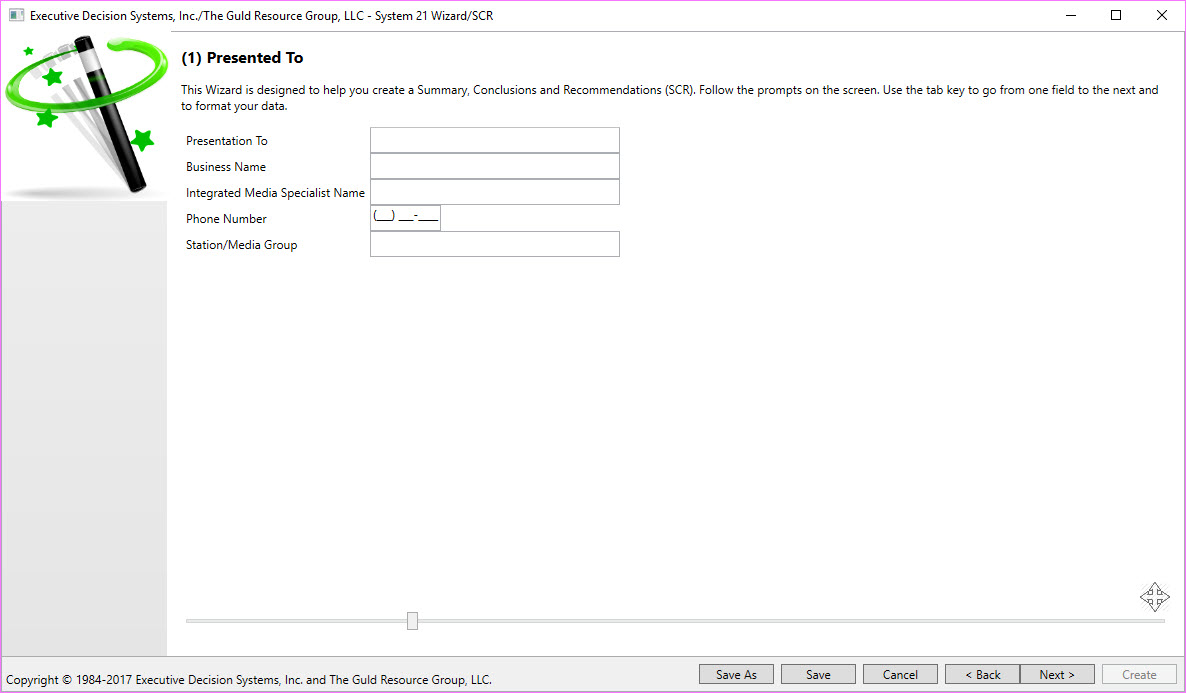 Executive Decision Systems, Inc./The Guld Resource Group, LLC - System 21 Wizard/SCR
(1) Presented To
This Wizard is designed to help you create a Summary, Conclusions and Recommendations (SCR). Follow the prompts on the screen. Use the tab key to go from one field to the next and
to format your data.
Presentation To
Business Name
Integrated Media Specialist Name
Phone Number (__) __-___
Station/Media Group
Save As Save Cancel < Back Next > Create
Copyright © 1984-2017 Executive Decision Systems, Inc. and The Guld Resource Group, LLC.